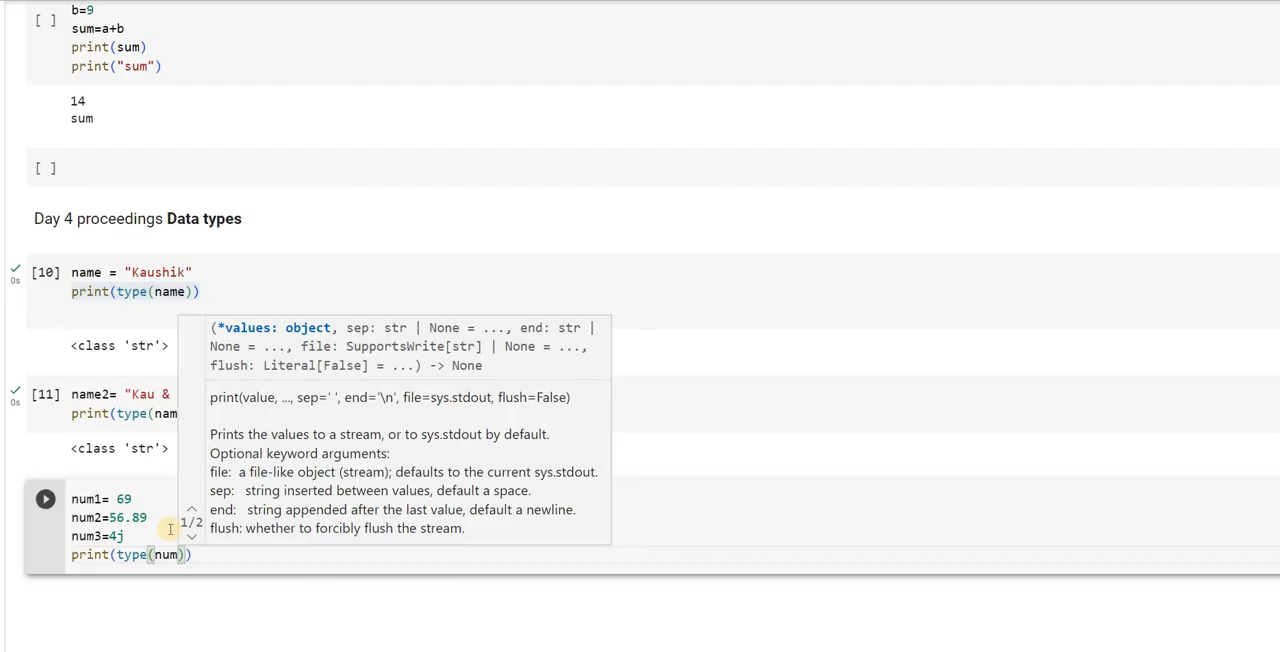 b=9
[ ]
sum=a+b
print(sum)
print("sum")
14
sum
[ ]
Day 4 proceedings Data types
[10] name = "Kaushik"
0s
print(type(name))
<class 'str'>
(*values: object, sep: str | None = ..., end: str |
None = ..., file: SupportsWrite[str] | None = ...,
flush: Literal[False] = ...) -> None
print(value, ..., sep=' ', end='\n', file=sys.stdout, flush=False)
Prints the values to a stream, or to sys.stdout by default.
Optional keyword arguments:
file: a file-like object (stream); defaults to the current sys.stdout.
sep: string inserted between values, default a space.
end: string appended after the last value, default a newline.
flush: whether to forcibly flush the stream.
1/2
[11] name2= "Kau &
0s
print(type(nam
<class 'str'>
num1= 69
num2=56.89
num3=4j
print(type(num))